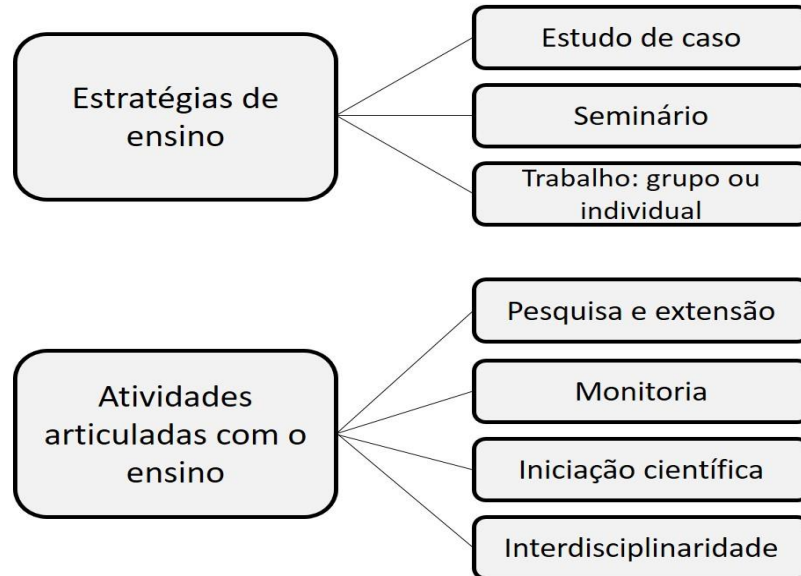 Estratégias de
ensino
Estudo de caso
Seminário
Trabalho: grupo ou
individual
Atividades
articuladas com o
ensino
Pesquisa e extensão
Monitoria
Iniciação científica
Interdisciplinaridade